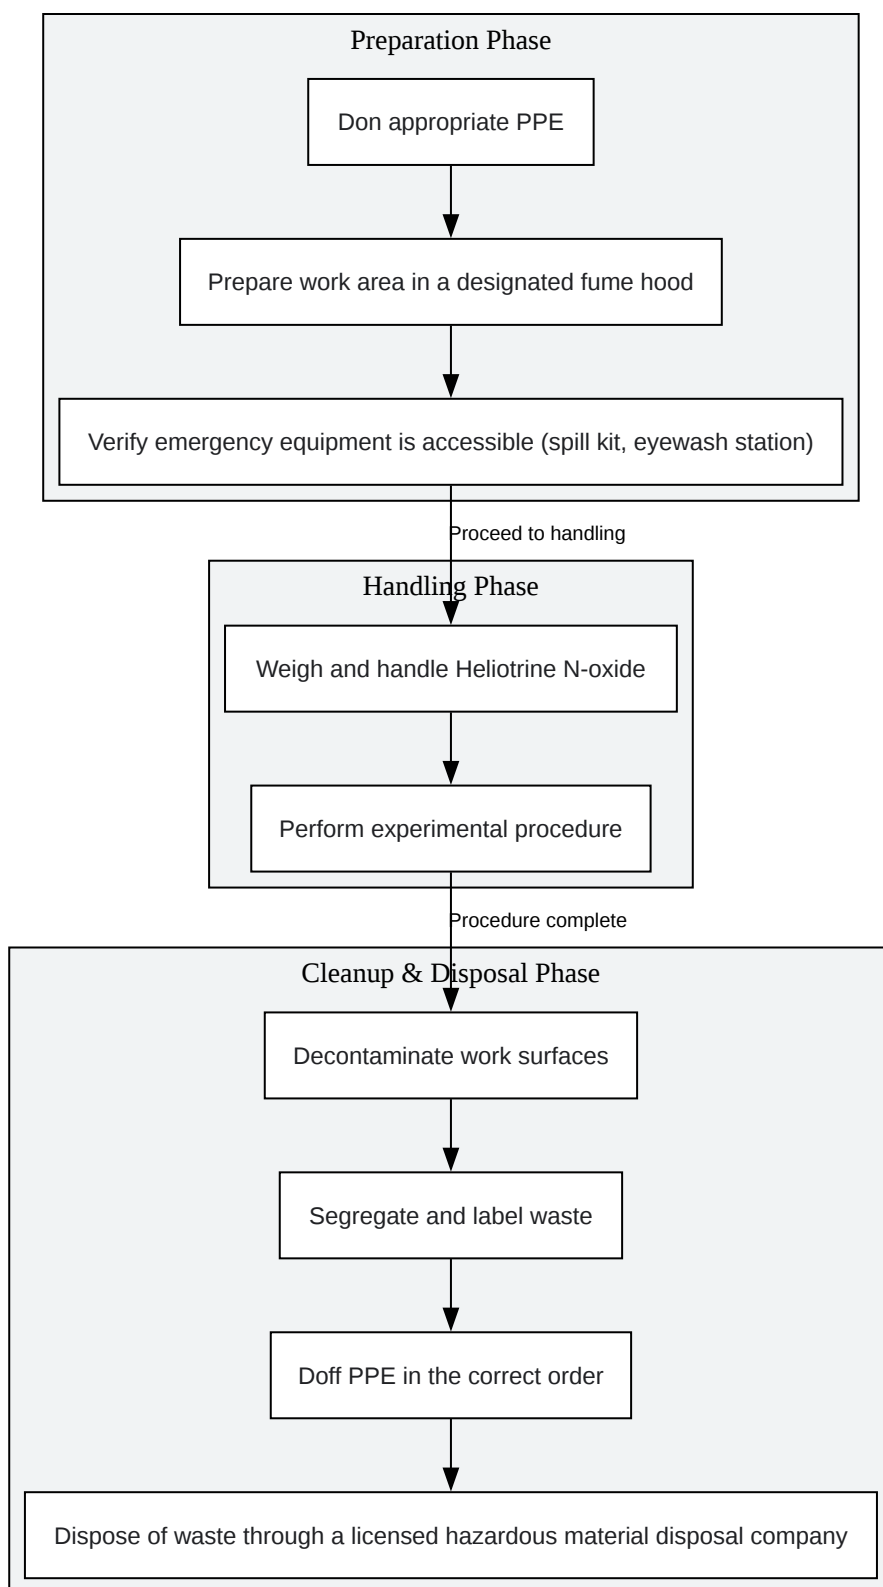 Preparation Phase
Don appropriate PPE
Prepare work area in a designated fume hood
Verify emergency equipment is accessible (spill kit, eyewash station)
Proceed to handling
Handling Phase
Weigh and handle Heliotrine N-oxide
Perform experimental procedure
Procedure complete
Cleanup & Disposal Phase
Decontaminate work surfaces
Segregate and label waste
Doff PPE in the correct order
Dispose of waste through a licensed hazardous material disposal company